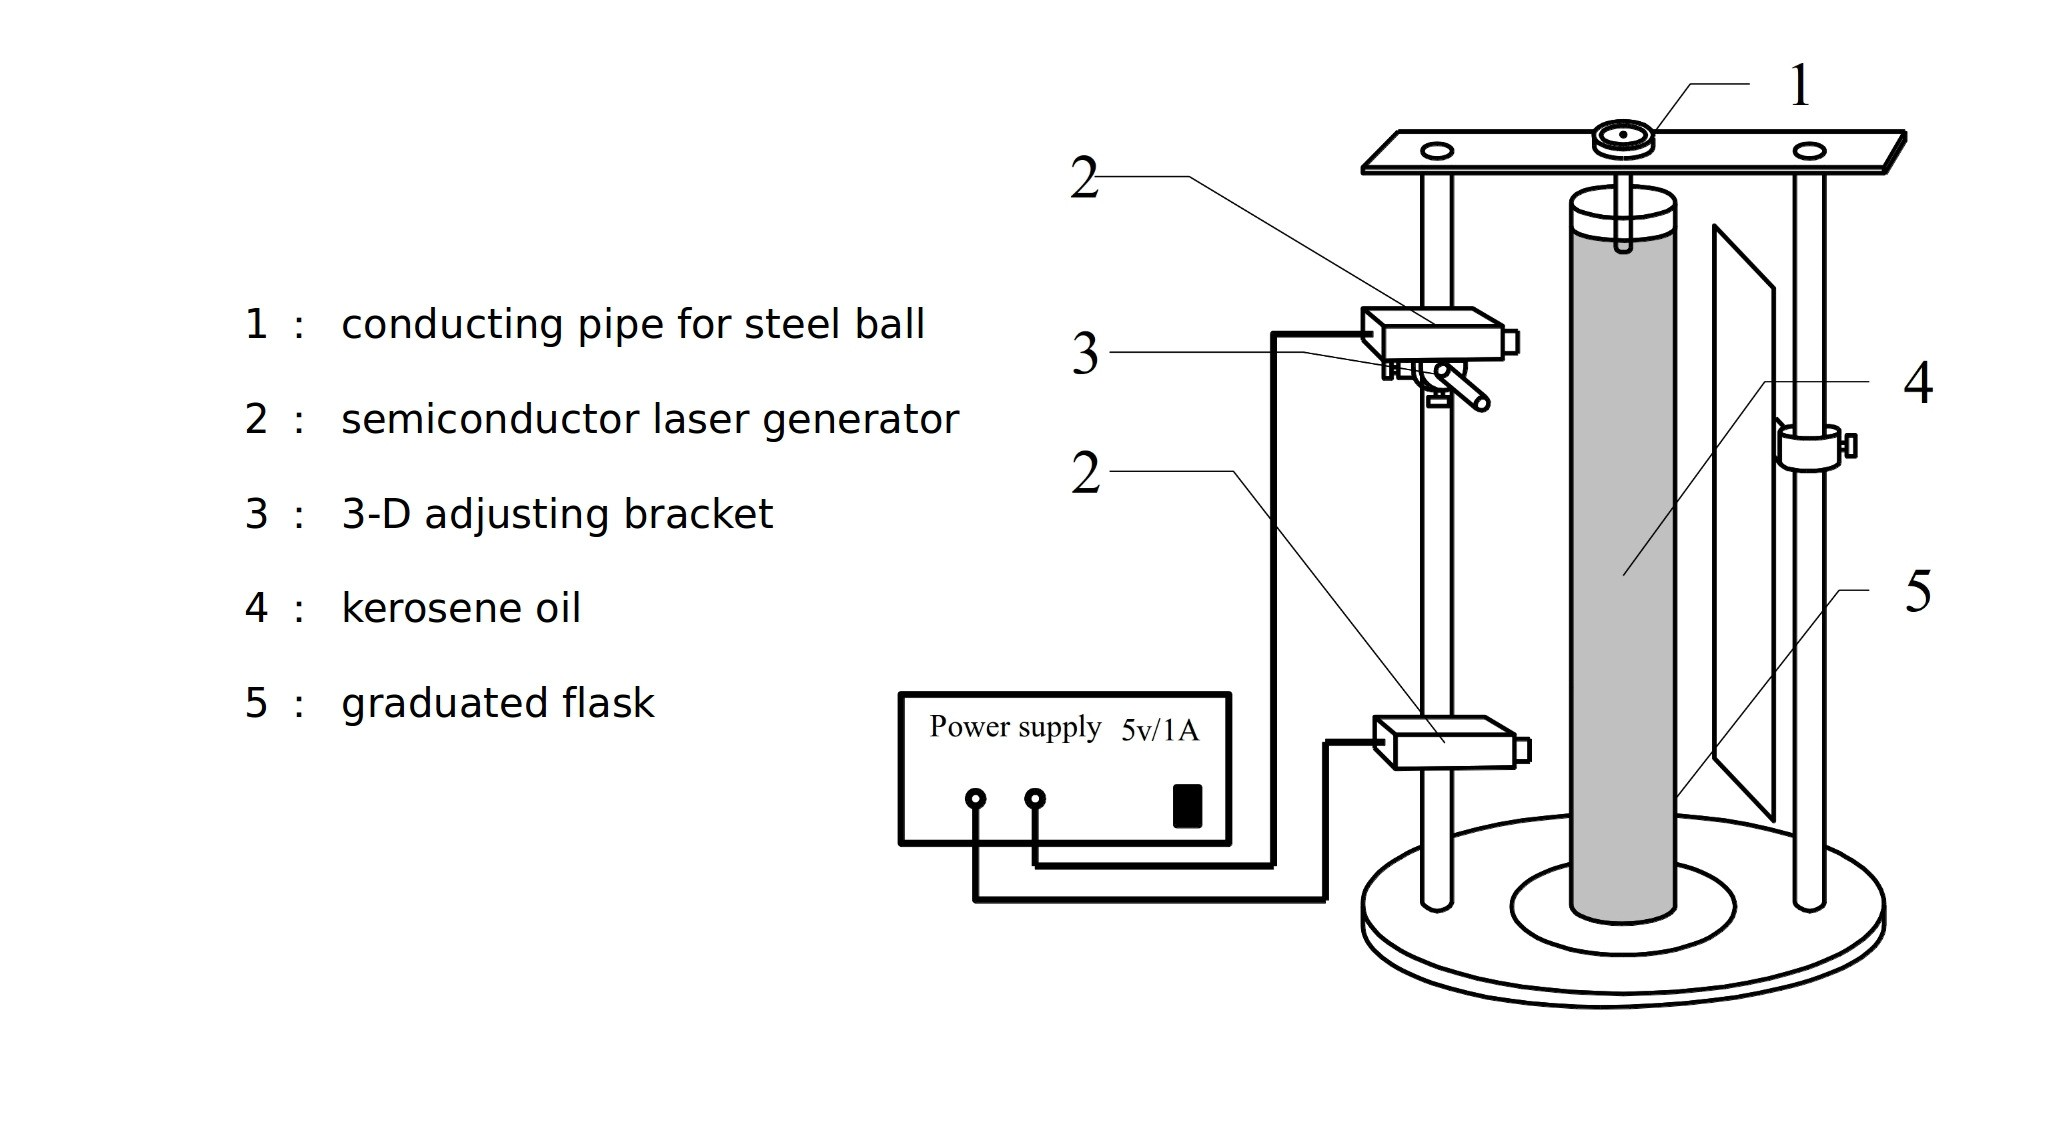 1 : conducting pipe for steel ball
2 : semiconductor laser generator
3 : 3-D adjusting bracket
4 : kerosene oil
5 : graduated flask
1
2
3
2
4
5
Power supply 5v/1A